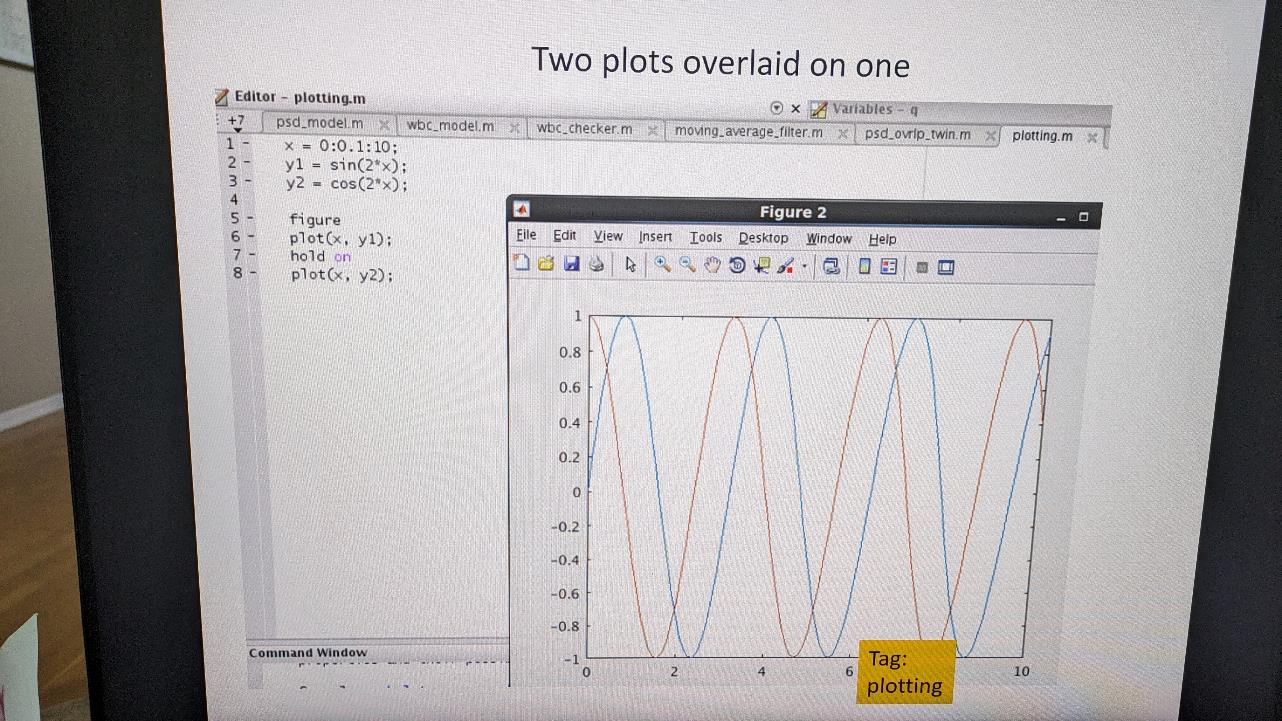 Two plots overlaid on one
Editor - plotting.m
Variables - q
+7 psd_model.m wbc_model.m wbc_checker.m moving_average_filter.m psd_ovrlp_twin.m plotting.m
1 - x = 0:0.1:10;
2 - y1 = sin(2*x);
3 - y2 = cos(2*x);
4
5 - figure
6 - plot(x, y1);
7 - hold on
8 - plot(x, y2);
Figure 2
File Edit View Insert Tools Desktop Window Help
1
0.8
0.6
0.4
0.2
0
-0.2
-0.4
-0.6
-0.8
-1
0 2 4 6 10
Tag:
plotting
Command Window